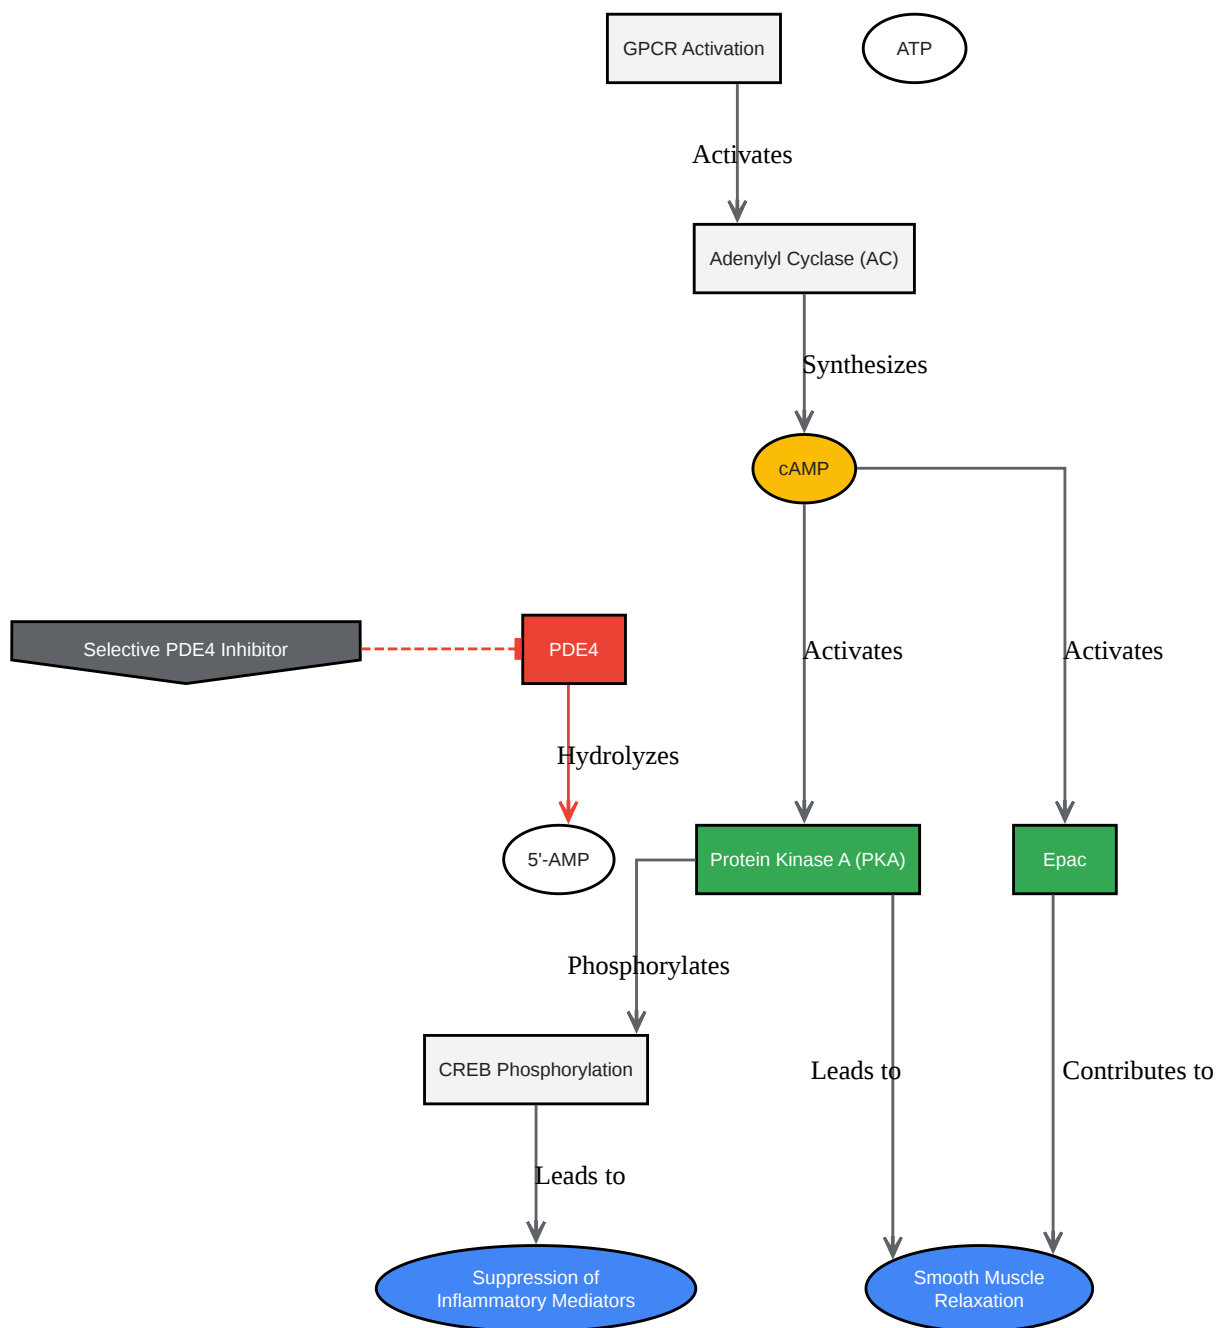 GPCR Activation
ATP
Activates
Adenylyl Cyclase (AC)
Synthesizes
cAMP
Selective PDE4 Inhibitor
PDE4
Activates
Activates
Hydrolyzes
5'-AMP
Protein Kinase A (PKA)
Epac
Phosphorylates
CREB Phosphorylation
Leads to
Contributes to
Leads to
Suppression of
Inflammatory Mediators
Smooth Muscle
Relaxation